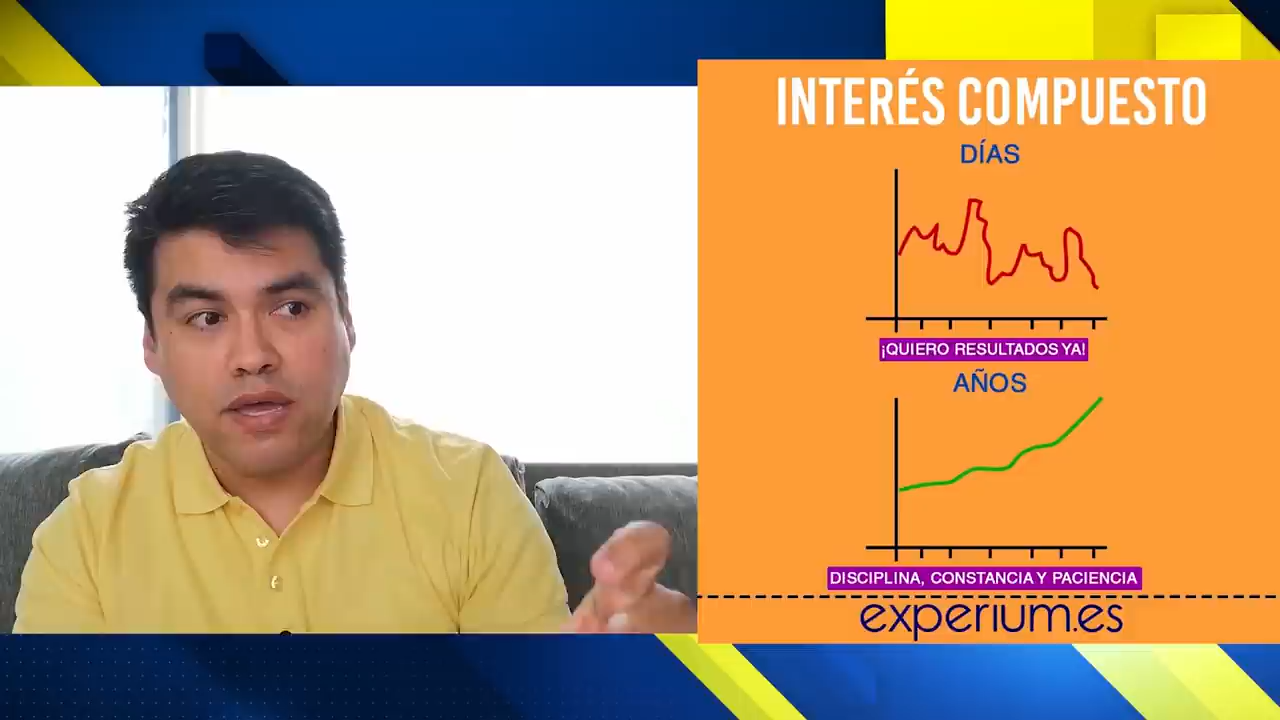 INTERÉS COMPUESTO
DÍAS
¡QUIERO RESULTADOS YA!
AÑOS
DISCIPLINA, CONSTANCIA Y PACIENCIA
experium.es